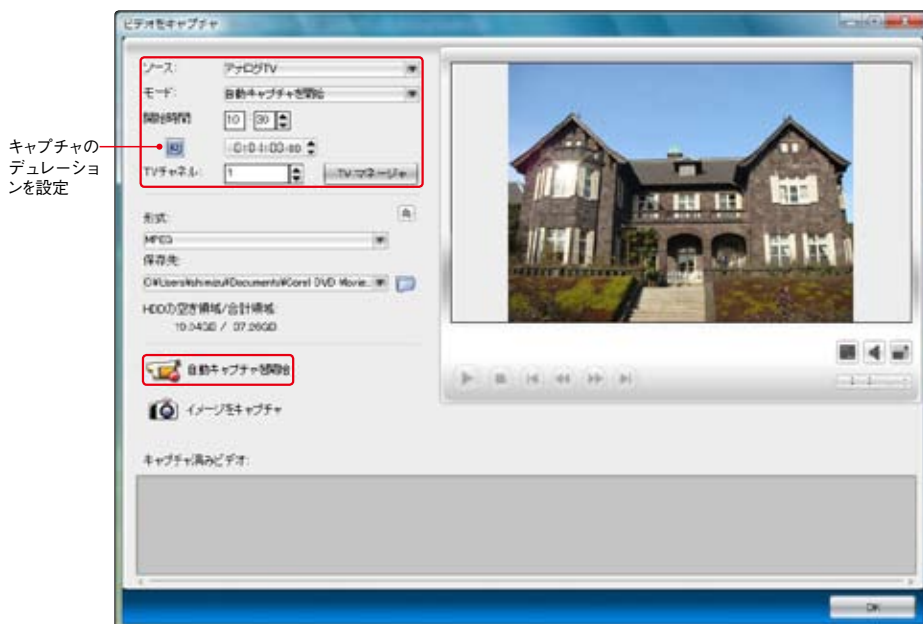 ビデオをキャプチャ
ソース: アナログTV
モード: 自動キャプチャを開始
開始時間: 10 30
キャプチャの
デュレーショ
ンを設定
TVチャネル: 1 TV マネージャ
形式:
MPEG
保存先:
Corel DVD Movie...
HDDの空き領域/合計領域:
自動キャプチャを開始
イメージをキャプチャ
キャプチャ済みビデオ:
OK